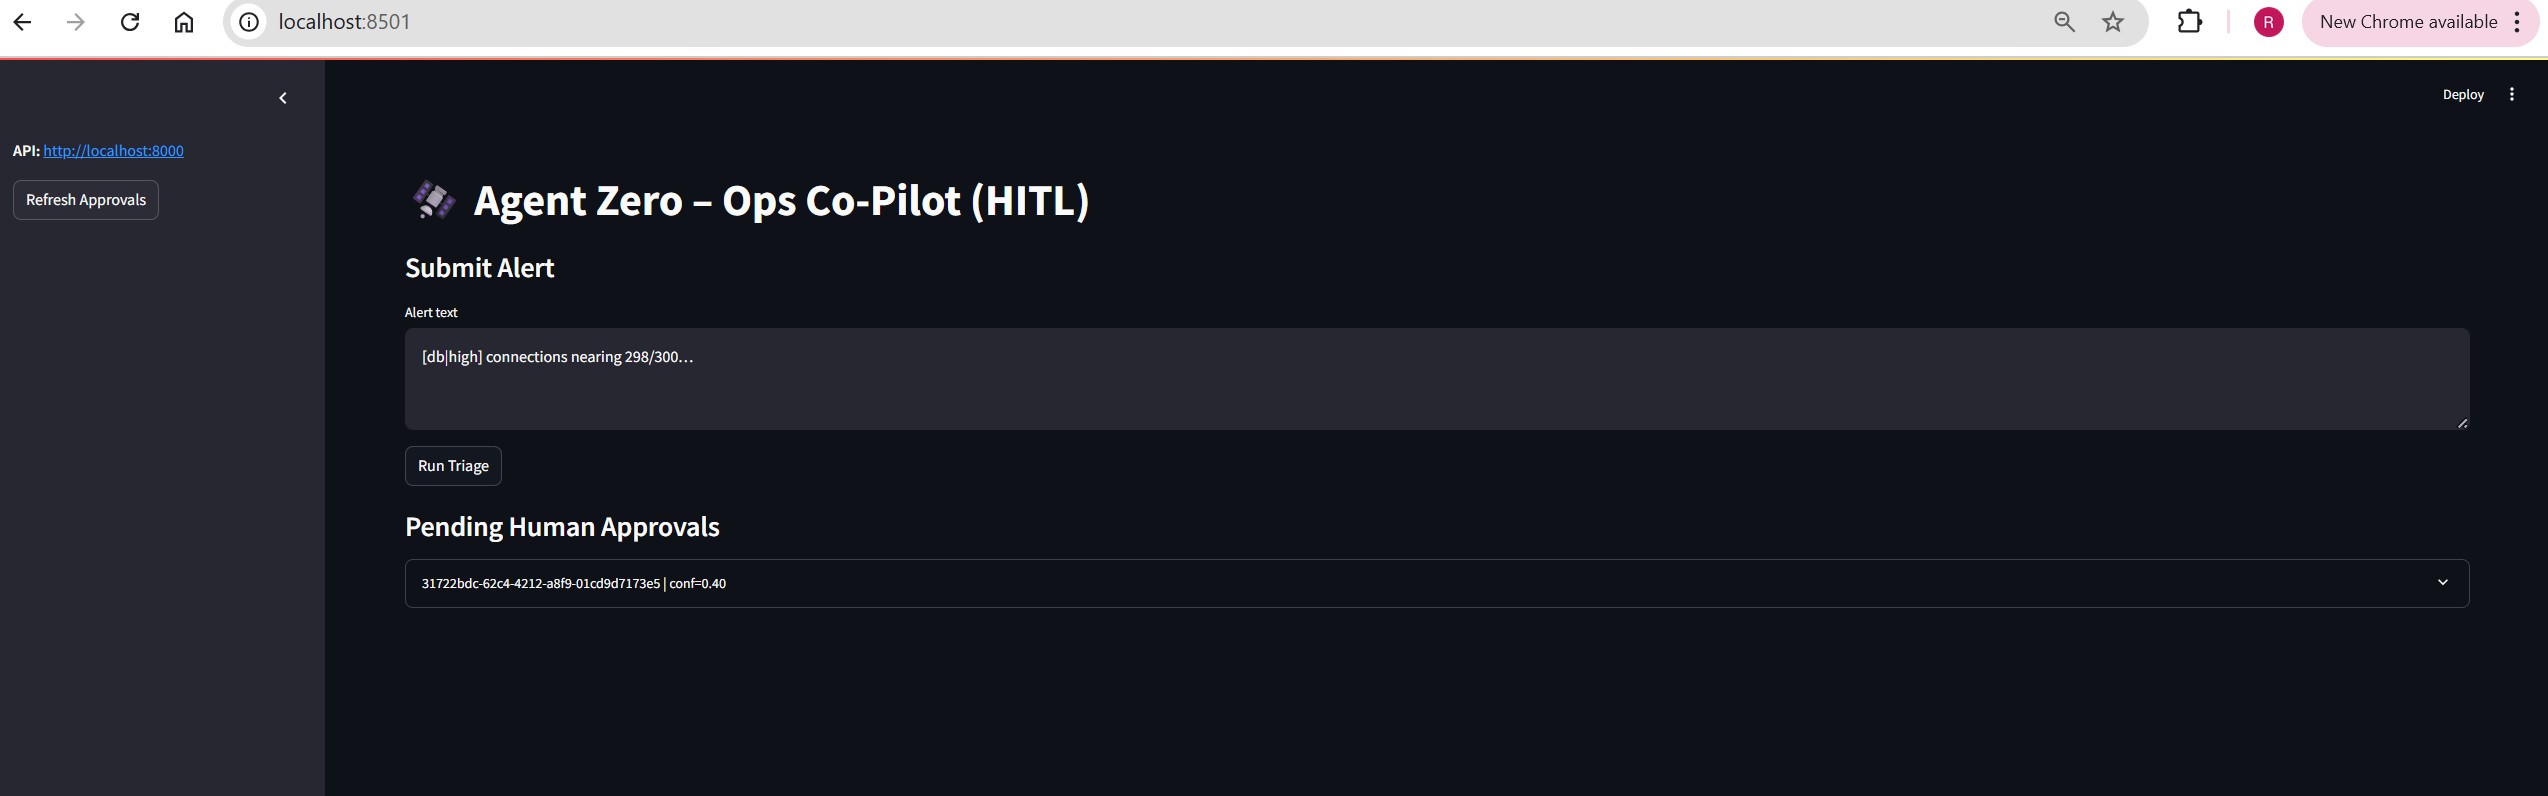 localhost:8501
R
New Chrome available
Deploy
API: http://localhost:8000
Refresh Approvals
Agent Zero – Ops Co-Pilot (HITL)
Submit Alert
Alert text
[db|high] connections nearing 298/300...
Run Triage
Pending Human Approvals
31722bdc-62c4-4212-a8f9-01cd9d7173e5 | conf=0.40